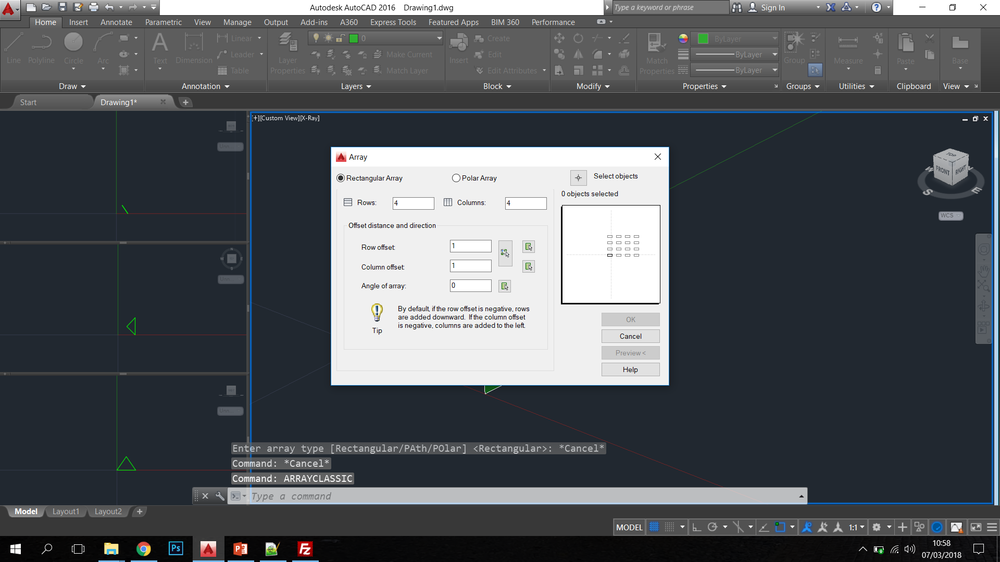 Autodesk AutoCAD 2016 Drawing1.dwg
Type a keyword or phrase
Sign In
Home Insert Annotate Parametric View Manage Output Add-ins A360 Express Tools Featured Apps BIM 360 Performance
Line Polyline Circle Arc
Text Dimension
Linear
Leader
Table
Layer Properties
0
Make Current
Match Layer
Insert
Create
Edit
Edit Attributes
Match Properties
ByLayer
ByLayer
ByLayer
Group
Measure
Paste
Base
Draw Annotation Layers Block Modify Properties Groups Utilities Clipboard View
Start Drawing1*
[+][Custom View][X-Ray]
TOP
FRONT RIGHT
S E
WCS
N
W E
S
Array
Rectangular Array Polar Array Select objects
0 objects selected
Rows: 4 Columns: 4
Offset distance and direction
Row offset: 1
Column offset: 1
Angle of array: 0
By default, if the row offset is negative, rows
are added downward. If the column offset
is negative, columns are added to the left.
Tip
OK
Cancel
Preview <
Help
Enter array type [Rectangular/PAth/POlar] <Rectangular>: *Cancel*
Command: *Cancel*
Command: ARRAYCLASSIC
Type a command
Model Layout1 Layout2
MODEL 1:1
Ps
Fz
10:58
07/03/2018